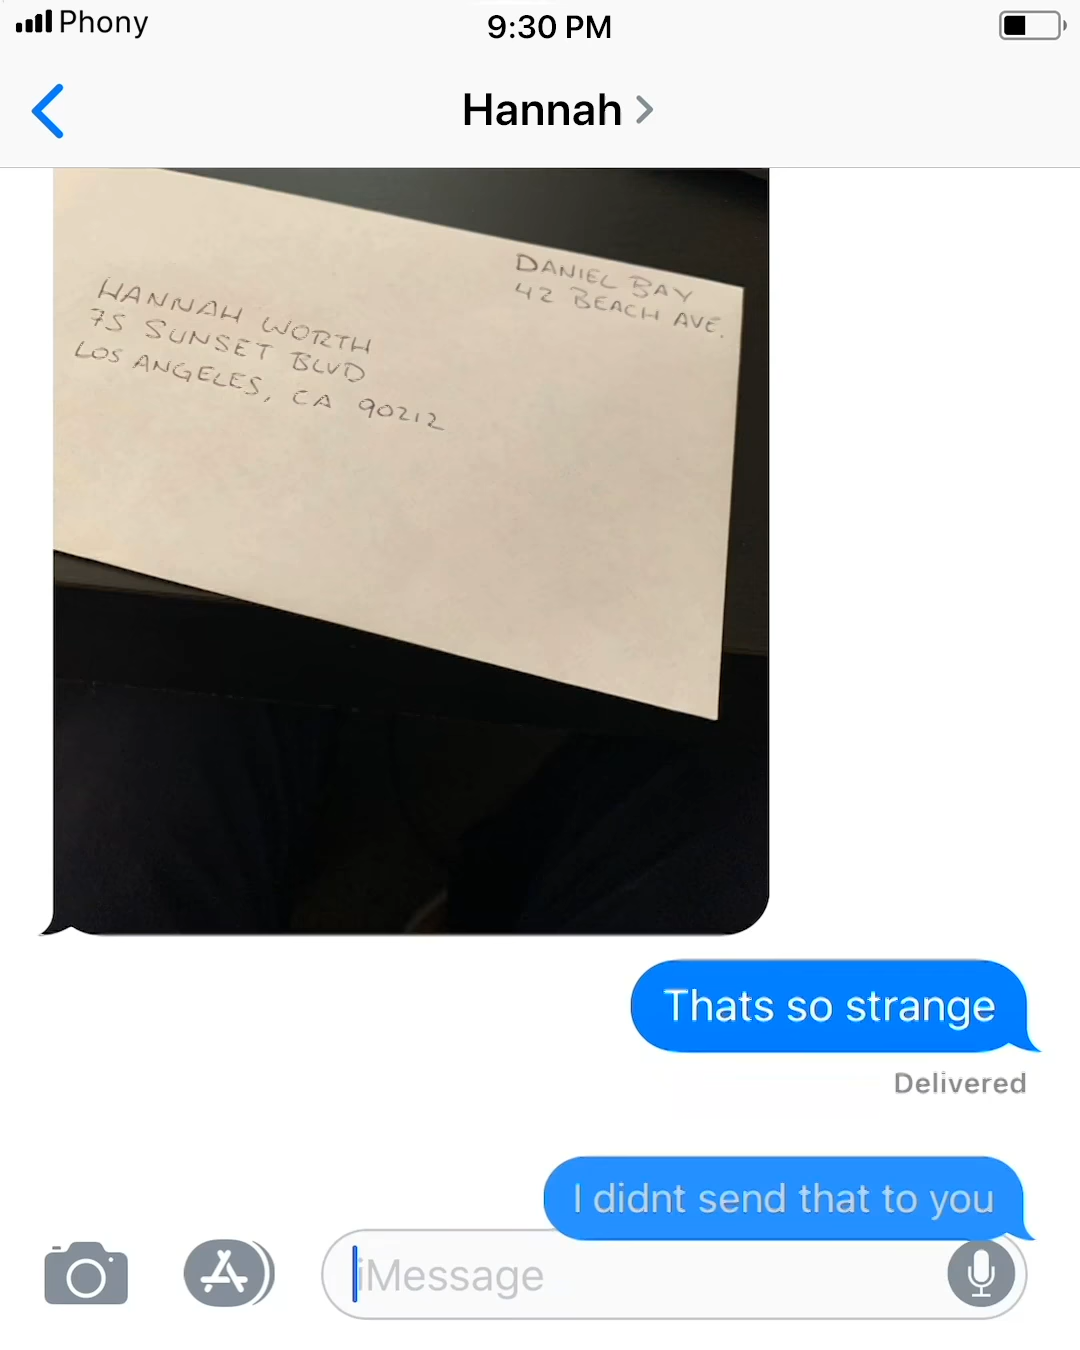 Phony
9:30 PM
Hannah
DANIEL BAY
42 BEACH AVE.
HANNAH WORTH
75 SUNSET BLVD
LOS ANGELES, CA 90212
Thats so strange
Delivered
I didnt send that to you
iMessage